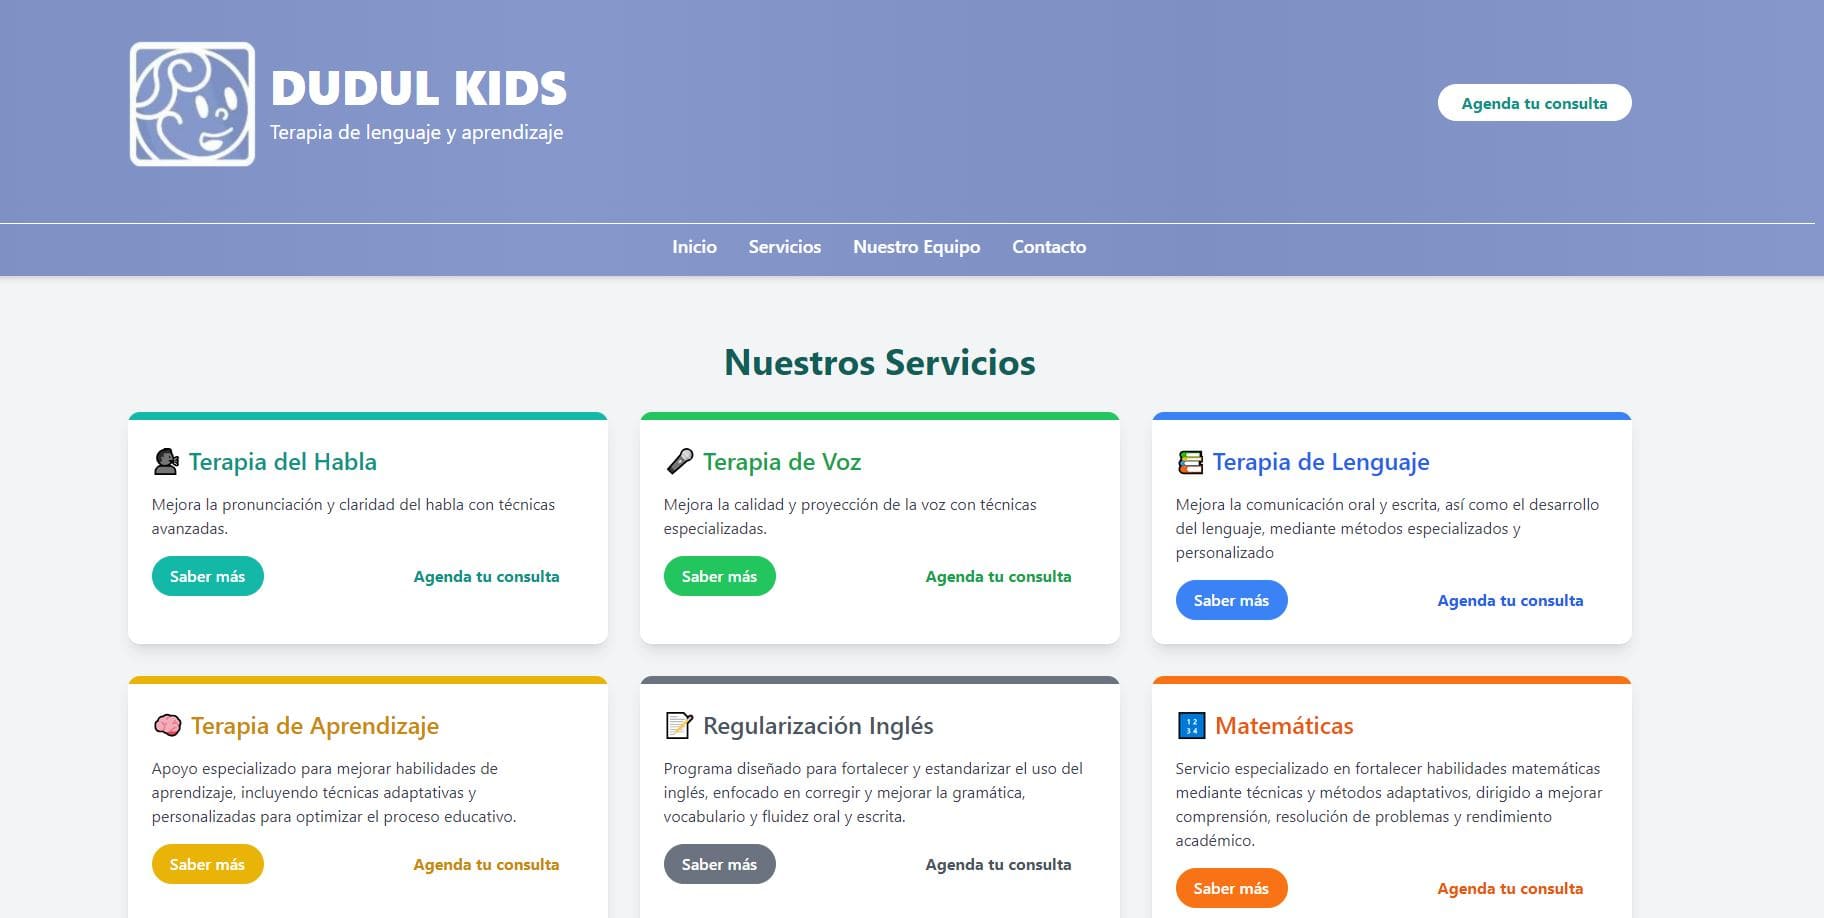 DUDUL KIDS
Terapia de lenguaje y aprendizaje
Agenda tu consulta
Inicio Servicios Nuestro Equipo Contacto
Nuestros Servicios
Terapia del Habla
Mejora la pronunciación y claridad del habla con técnicas
avanzadas.
Saber más Agenda tu consulta
Terapia de Voz
Mejora la calidad y proyección de la voz con técnicas
especializadas.
Saber más Agenda tu consulta
Terapia de Lenguaje
Mejora la comunicación oral y escrita, así como el desarrollo
del lenguaje, mediante métodos especializados y
personalizado
Saber más Agenda tu consulta
Terapia de Aprendizaje
Apoyo especializado para mejorar habilidades de
aprendizaje, incluyendo técnicas adaptativas y
personalizadas para optimizar el proceso educativo.
Saber más Agenda tu consulta
Regularización Inglés
Programa diseñado para fortalecer y estandarizar el uso del
inglés, enfocado en corregir y mejorar la gramática,
vocabulario y fluidez oral y escrita.
Saber más Agenda tu consulta
1 2
3 4
Matemáticas
Servicio especializado en fortalecer habilidades matemáticas
mediante técnicas y métodos adaptativos, dirigido a mejorar
comprensión, resolución de problemas y rendimiento
académico.
Saber más Agenda tu consulta